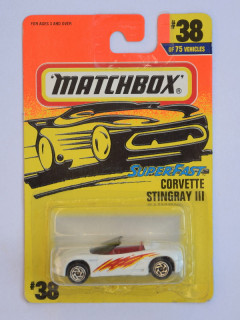 FOR AGES 3 AND OVER
#38
OF 75 VEHICLES
MATCHBOX
SUPERFAST
CORVETTE
STINGRAY III
#38